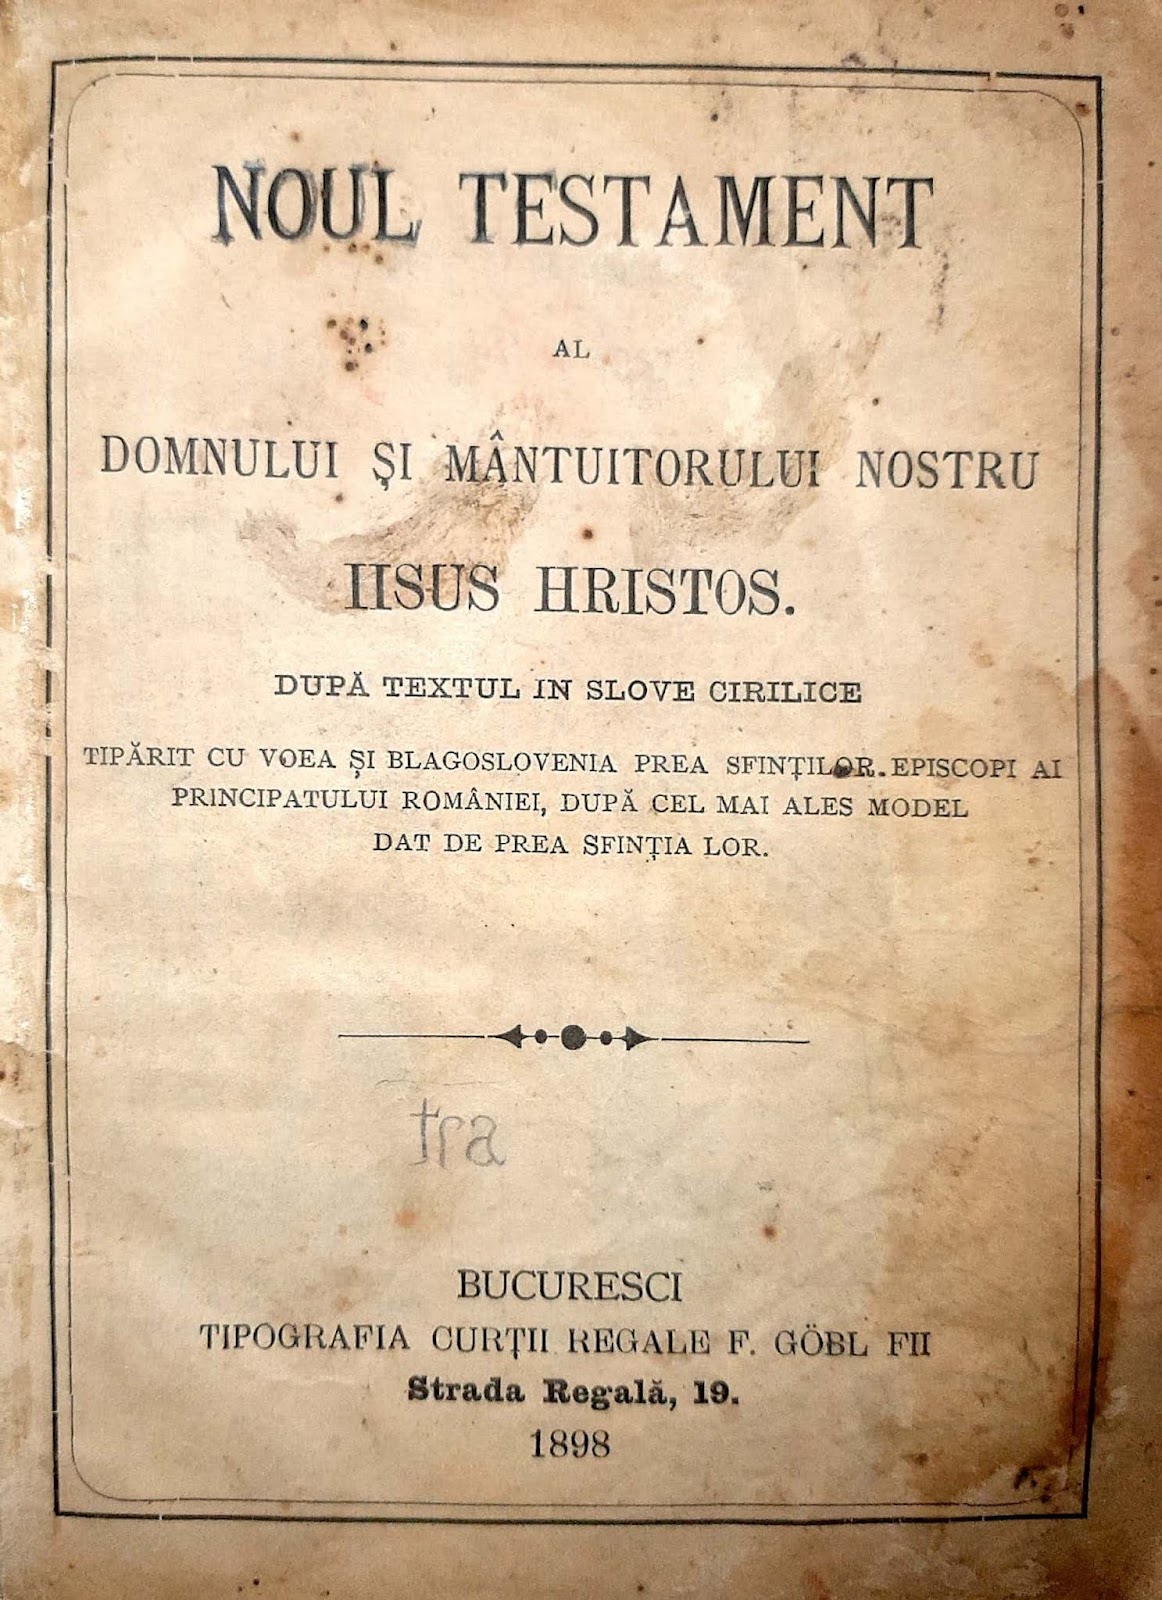 NOUL TESTAMENT
AL
DOMNULUI ŞI MÂNTUITORULUI NOSTRU
IISUS HRISTOS.
DUPĂ TEXTUL IN SLOVE CIRILICE
TIPĂRIT CU VOEA ŞI BLAGOSLOVENIA PREA SFINŢILOR.EPISCOPI AI
PRINCIPATULUI ROMÂNIEI, DUPĂ CEL MAI ALES MODEL
DAT DE PREA SFINŢIA LOR.
tra
BUCURESCI
TIPOGRAFIA CURŢII REGALE F. GÖBL FII
Strada Regală, 19.
1898